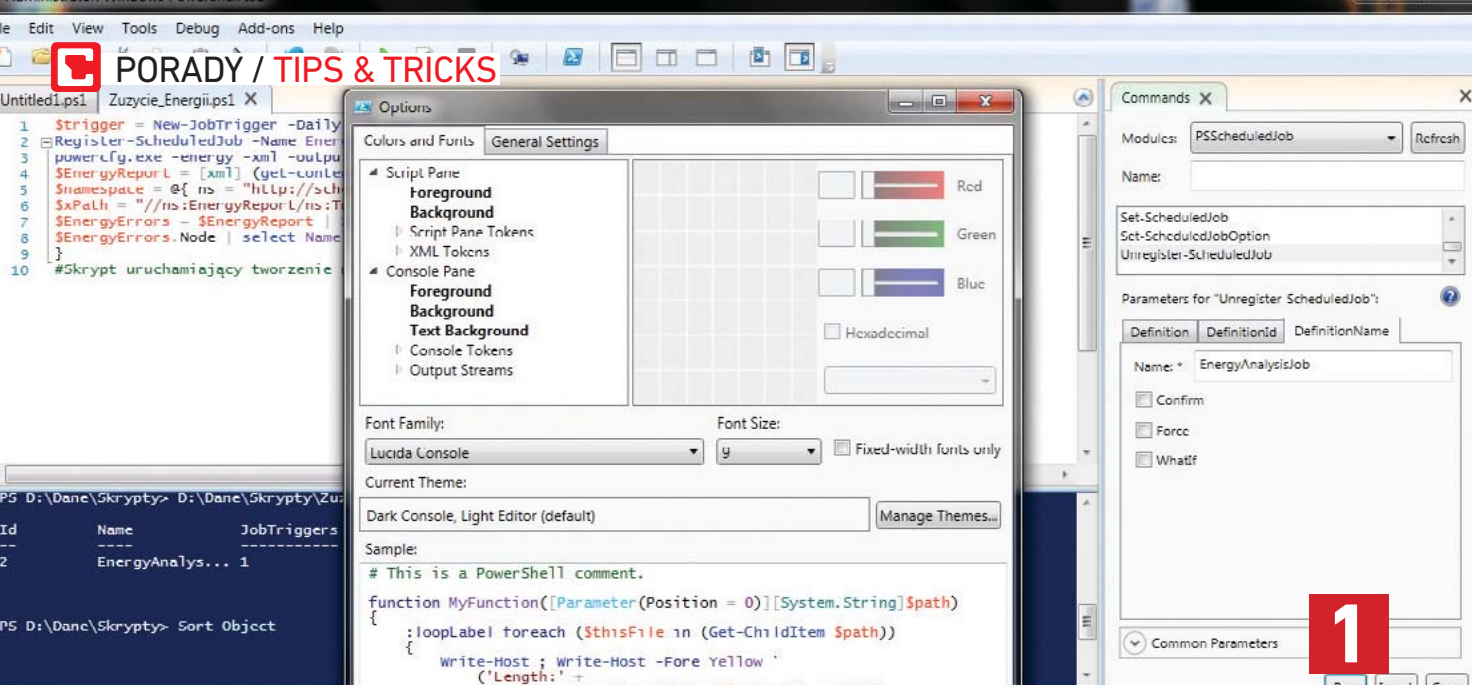 Edit View Tools Debug Add-ons Help
PORADY / TIPS & TRICKS
Untitled1.ps1 Zuzycie_Energii.ps1 X
1 $trigger = New-JobTrigger -Daily
2 Register-ScheduledJob -Name Ener
3 powercfg.exe -energy -xml -outpu
4 $EnergyReport = [xml] (get-conte
5 $namespace = @{ ns = "http://sch
6 $xPath = "//ns:EnergyReport/ns:T
7 $EnergyErrors = $EnergyReport |
8 $EnergyErrors.Node | select Name
9 }
10 #Skrypt uruchamiający tworzenie
PS D:\Dane\Skrypty> D:\Dane\Skrypty\Zu
Id Name JobTriggers
-- ---- -----------
2 EnergyAnalys... 1
PS D:\Dane\Skrypty> Sort Object
Options
Colors and Fonts General Settings
Script Pane
Foreground
Background
Script Pane Tokens
XML Tokens
Console Pane
Foreground
Background
Text Background
Console Tokens
Output Streams
Red
Green
Blue
Hexadecimal
Font Family: Font Size:
Lucida Console 9 Fixed-width fonts only
Current Theme:
Dark Console, Light Editor (default) Manage Themes...
Sample:
# This is a PowerShell comment.
function MyFunction([Parameter(Position = 0)][System.String]$path)
{
:loopLabel foreach ($thisFile in (Get-ChildItem $path))
{
Write-Host ; Write-Host -Fore Yellow `
('Length:' +
Commands X
Modules: PSScheduledJob Refresh
Name:
Set-ScheduledJob
Set-ScheduledJobOption
Unregister-ScheduledJob
Parameters for "Unregister ScheduledJob":
Definition DefinitionId DefinitionName
Name: * EnergyAnalysisJob
Confirm
Force
WhatIf
Common Parameters
1